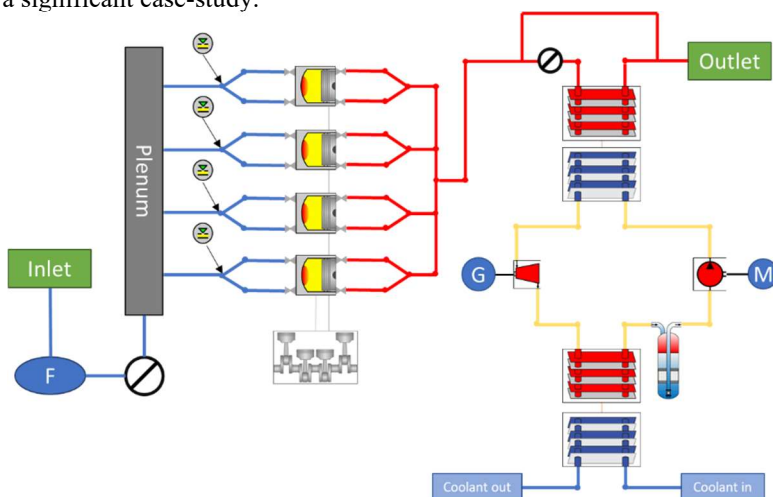 a significant case-study.
Outlet
Plenum
Inlet
F
G
M
Coolant out
Coolant in